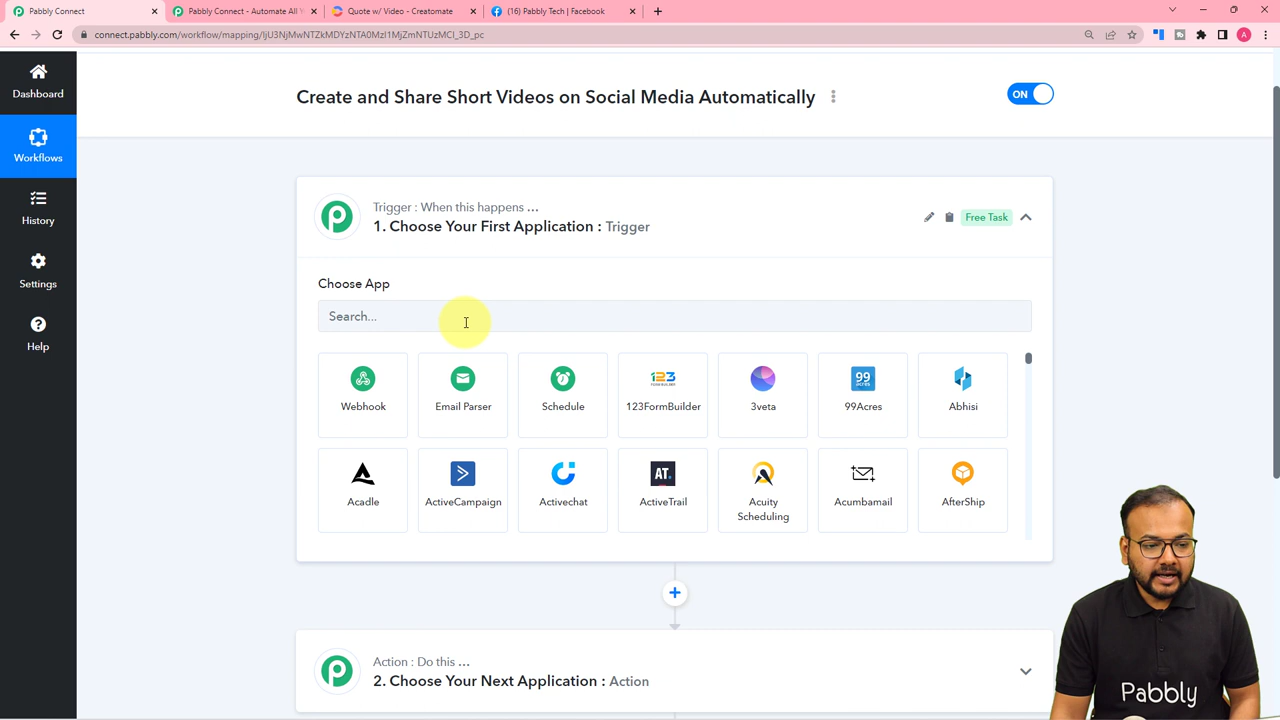 Pabbly Connect
Pabbly Connect - Automate All Y
Quote w/ Video - Creatomate
(16) Pabbly Tech | Facebook
connect.pabbly.com/workflow/mapping/IjU3NjMwNTZkMDYzNTA0MzI1MjZmNTUzMCI_3D_pc
A
Dashboard
Workflows
History
Settings
Help
Create and Share Short Videos on Social Media Automatically
ON
Trigger : When this happens ...
1. Choose Your First Application : Trigger
Free Task
Choose App
Search...
Webhook
Email Parser
Schedule
123FormBuilder
3veta
99Acres
Abhisi
Acadle
ActiveCampaign
Activechat
ActiveTrail
Acuity Scheduling
Acumbamail
AfterShip
Action : Do this ...
2. Choose Your Next Application : Action
Pabbly